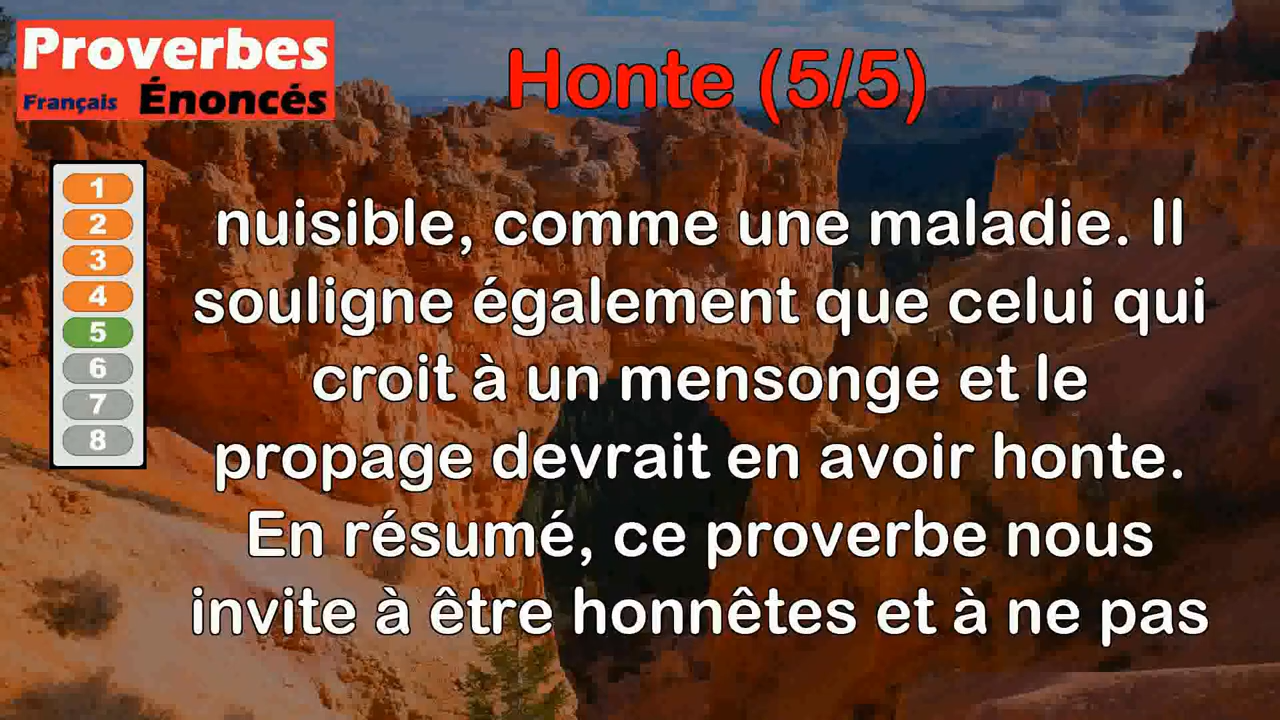 Proverbes
Français Énoncés
Honte (5/5)
1
2
3
4
5
6
7
8
nuisible, comme une maladie. Il
souligne également que celui qui
croit à un mensonge et le
propage devrait en avoir honte.
En résumé, ce proverbe nous
invite à être honnêtes et à ne pas